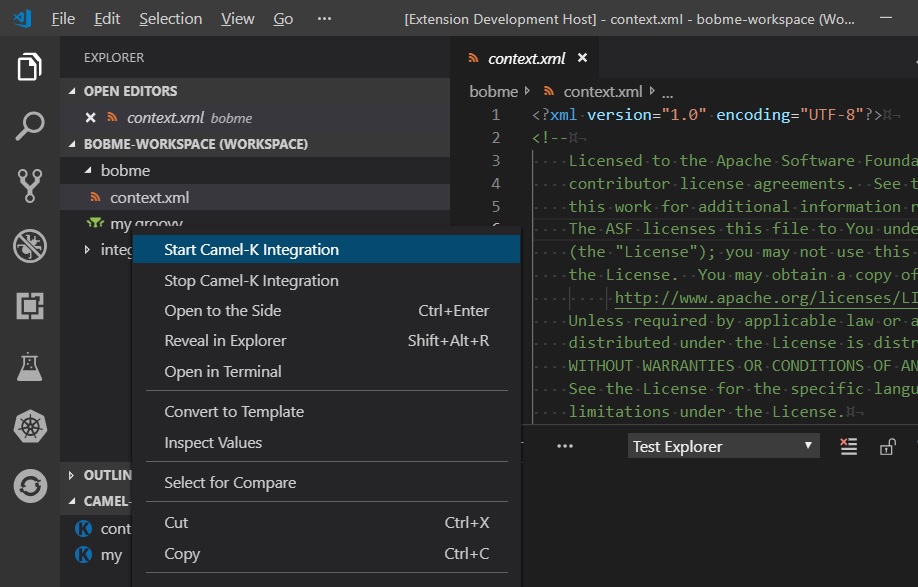 File Edit Selection View Go ··· [Extension Development Host] - context.xml - bobme-workspace (Wo...
EXPLORER
OPEN EDITORS
context.xml bobme
BOBME-WORKSPACE (WORKSPACE)
bobme
context.xml
my.groovy
integ
Start Camel-K Integration
Stop Camel-K Integration
Open to the Side Ctrl+Enter
Reveal in Explorer Shift+Alt+R
Open in Terminal
Convert to Template
Inspect Values
Select for Compare
Cut Ctrl+X
Copy Ctrl+C
OUTLIN
CAMEL-
cont
my
context.xml
bobme context.xml ...
1 <?xml version="1.0" encoding="UTF-8"?>
2 <!--
3 Licensed to the Apache Software Founda
4 contributor license agreements. See t
5 this work for additional information r
The ASF licenses this file to You unde
(the "License"); you may not use this
the License. You may obtain a copy of
http://www.apache.org/licenses/LI
Unless required by applicable law or a
distributed under the License is distr
WITHOUT WARRANTIES OR CONDITIONS OF AN
See the License for the specific langu
limitations under the License.
··· Test Explorer